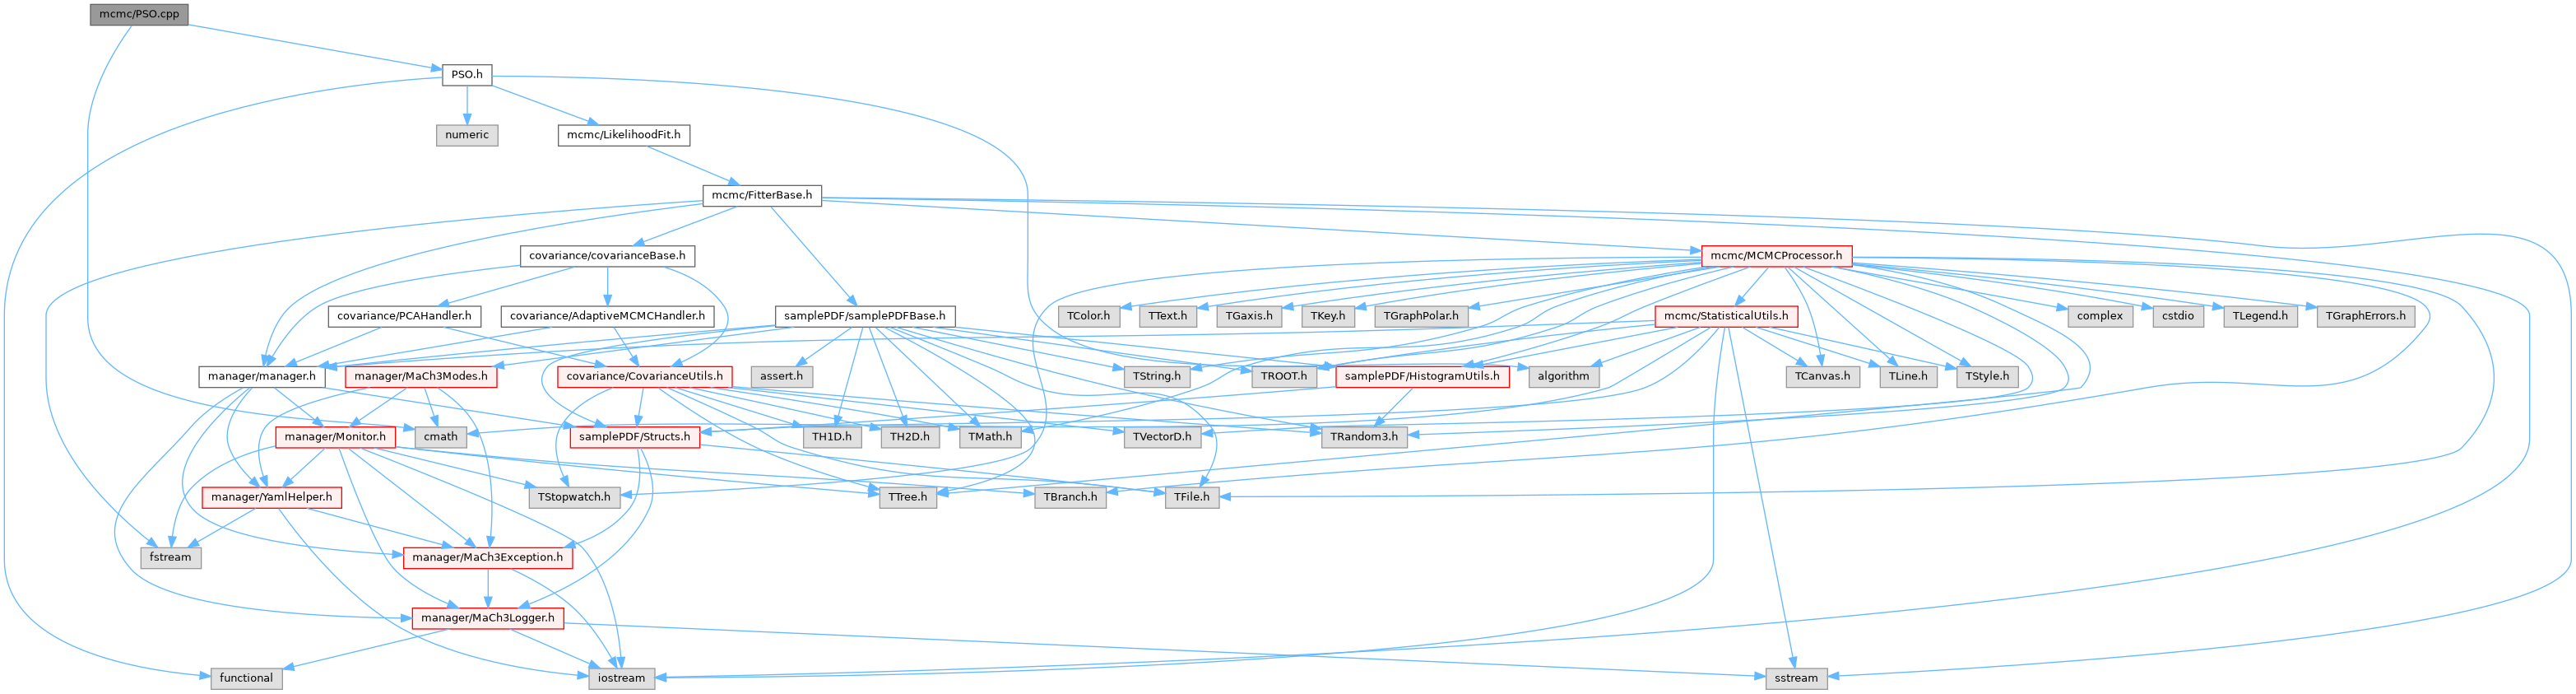 mcmc/PSO.cpp
PSO.h
numeric
mcmc/LikelihoodFit.h
mcmc/FitterBase.h
covariance/covarianceBase.h
mcmc/MCMCProcessor.h
covariance/PCAHandler.h
covariance/AdaptiveMCMCHandler.h
samplePDF/samplePDFBase.h
TColor.h
TText.h
TGaxis.h
TKey.h
TGraphPolar.h
mcmc/StatisticalUtils.h
complex
cstdio
TLegend.h
TGraphErrors.h
manager/manager.h
manager/MaCh3Modes.h
covariance/CovarianceUtils.h
assert.h
TString.h
TROOT.h
samplePDF/HistogramUtils.h
algorithm
TCanvas.h
TLine.h
TStyle.h
manager/Monitor.h
cmath
samplePDF/Structs.h
TH1D.h
TH2D.h
TMath.h
TVectorD.h
TRandom3.h
manager/YamlHelper.h
TStopwatch.h
TTree.h
TBranch.h
TFile.h
fstream
manager/MaCh3Exception.h
manager/MaCh3Logger.h
functional
iostream
sstream